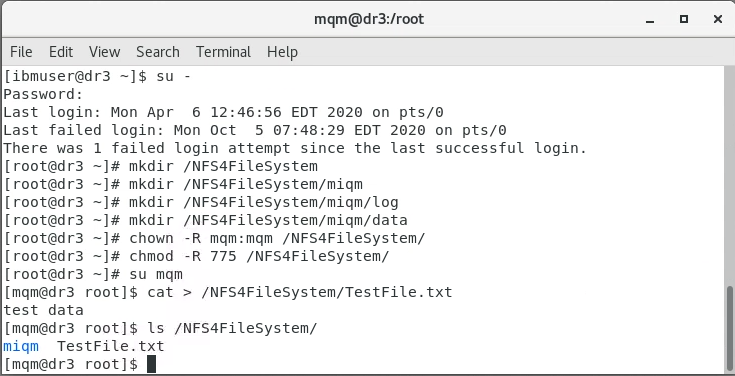 mqm@dr3:/root
File Edit View Search Terminal Help
[ibmuser@dr3 ~]$ su -
Password:
Last login: Mon Apr  6 12:46:56 EDT 2020 on pts/0
Last failed login: Mon Oct  5 07:48:29 EDT 2020 on pts/0
There was 1 failed login attempt since the last successful login.
[root@dr3 ~]# mkdir /NFS4FileSystem
[root@dr3 ~]# mkdir /NFS4FileSystem/miqm
[root@dr3 ~]# mkdir /NFS4FileSystem/miqm/log
[root@dr3 ~]# mkdir /NFS4FileSystem/miqm/data
[root@dr3 ~]# chown -R mqm:mqm /NFS4FileSystem/
[root@dr3 ~]# chmod -R 775 /NFS4FileSystem/
[root@dr3 ~]# su mqm
[mqm@dr3 root]$ cat > /NFS4FileSystem/TestFile.txt
test data
[mqm@dr3 root]$ ls /NFS4FileSystem/
miqm  TestFile.txt
[mqm@dr3 root]$